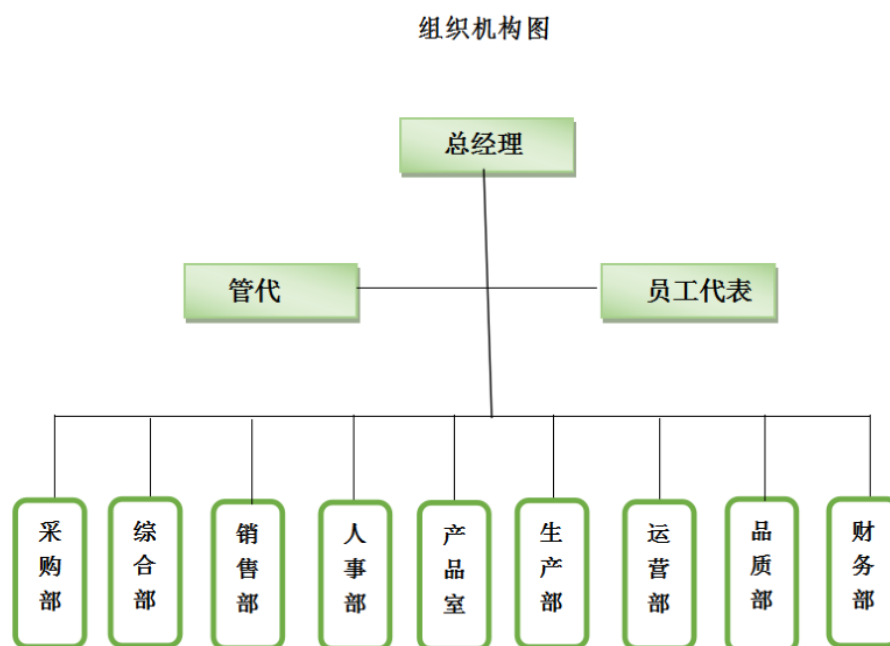 组织机构图
总经理
管代
员工代表
采购部
综合部
销售部
人事部
产品室
生产部
运营部
品质部
财务部